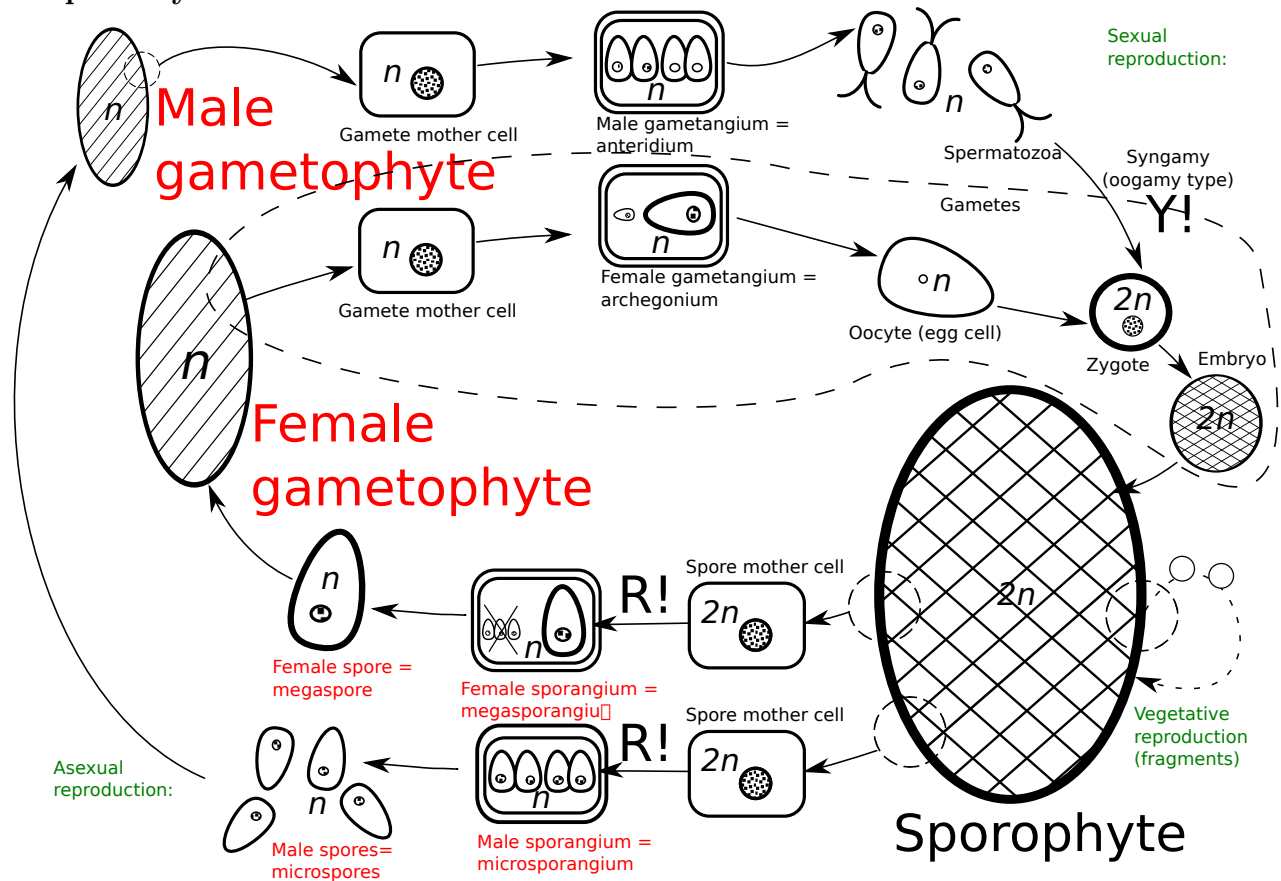 n
Male
gametophyte
n
Gamete mother cell
n
Male gametangium =
anteridium
n
Spermatozoa
Sexual
reproduction:
Syngamy
(oogamy type)
Y!
Gametes
n
Gamete mother cell
n
Female gametangium =
archegonium
n
Oocyte (egg cell)
2n
Zygote
Embryo
2n
n
Female
gametophyte
n
Female spore =
megaspore
n
Female sporangium =
megasporangiu
R!
Spore mother cell
2n
2n
Vegetative
reproduction
(fragments)
Asexual
reproduction:
n
Male spores=
microspores
n
Male sporangium =
microsporangium
R!
Spore mother cell
2n
Sporophyte